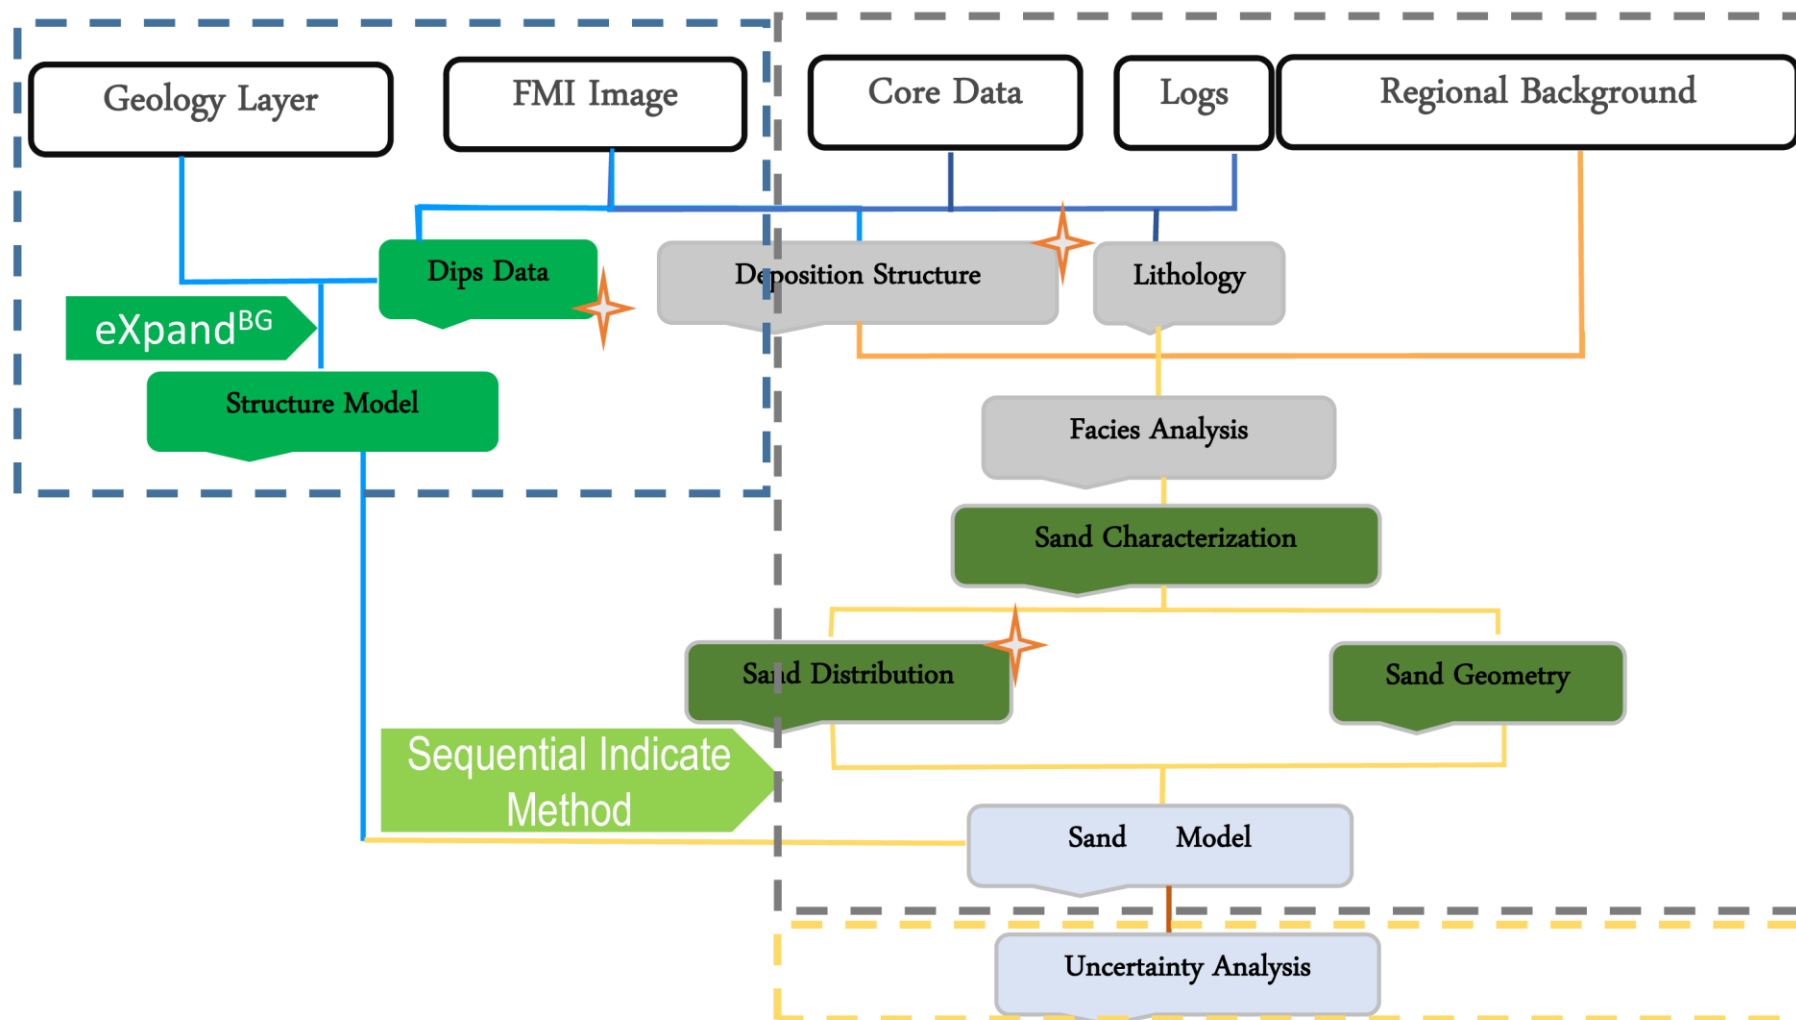 Geology Layer
FMI Image
Core Data
Logs
Regional Background
Dips Data
Deposition Structure
Lithology
eXpandBG
Structure Model
Facies Analysis
Sand Characterization
Sand Distribution
Sand Geometry
Sequential Indicate
Method
Sand Model
Uncertainty Analysis